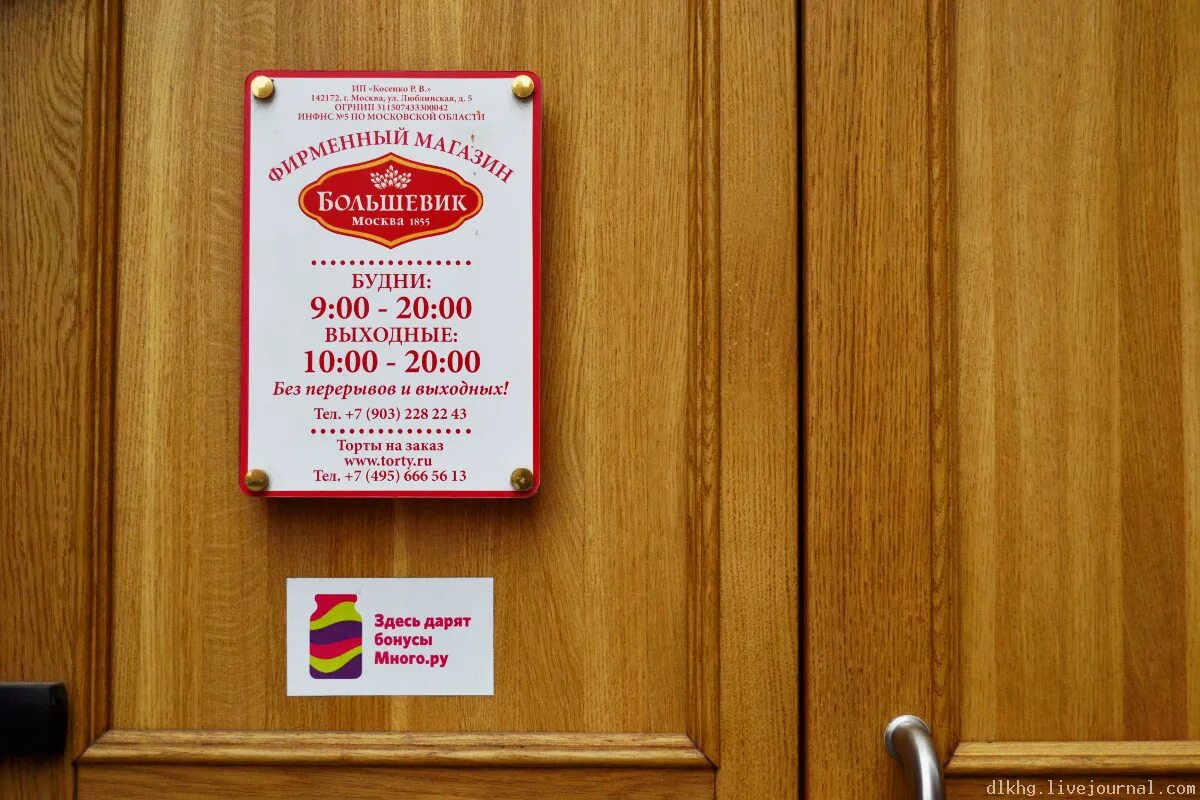 ИП «Косенко Р. В.»
142172, г. Москва, ул. Люблинская, д. 5
ОГРНИП 311507433300042
ИНФНС №5 ПО МОСКОВСКОЙ ОБЛАСТИ
ФИРМЕННЫЙ МАГАЗИН
БОЛЬШЕВИК
МОСКВА 1855
БУДНИ:
9:00 - 20:00
ВЫХОДНЫЕ:
10:00 - 20:00
Без перерывов и выходных!
Тел. +7 (903) 228 22 43
Торты на заказ
www.torty.ru
Тел. +7 (495) 666 56 13
Здесь дарят
бонусы
Много.ру
dlkhg.livejournal.com